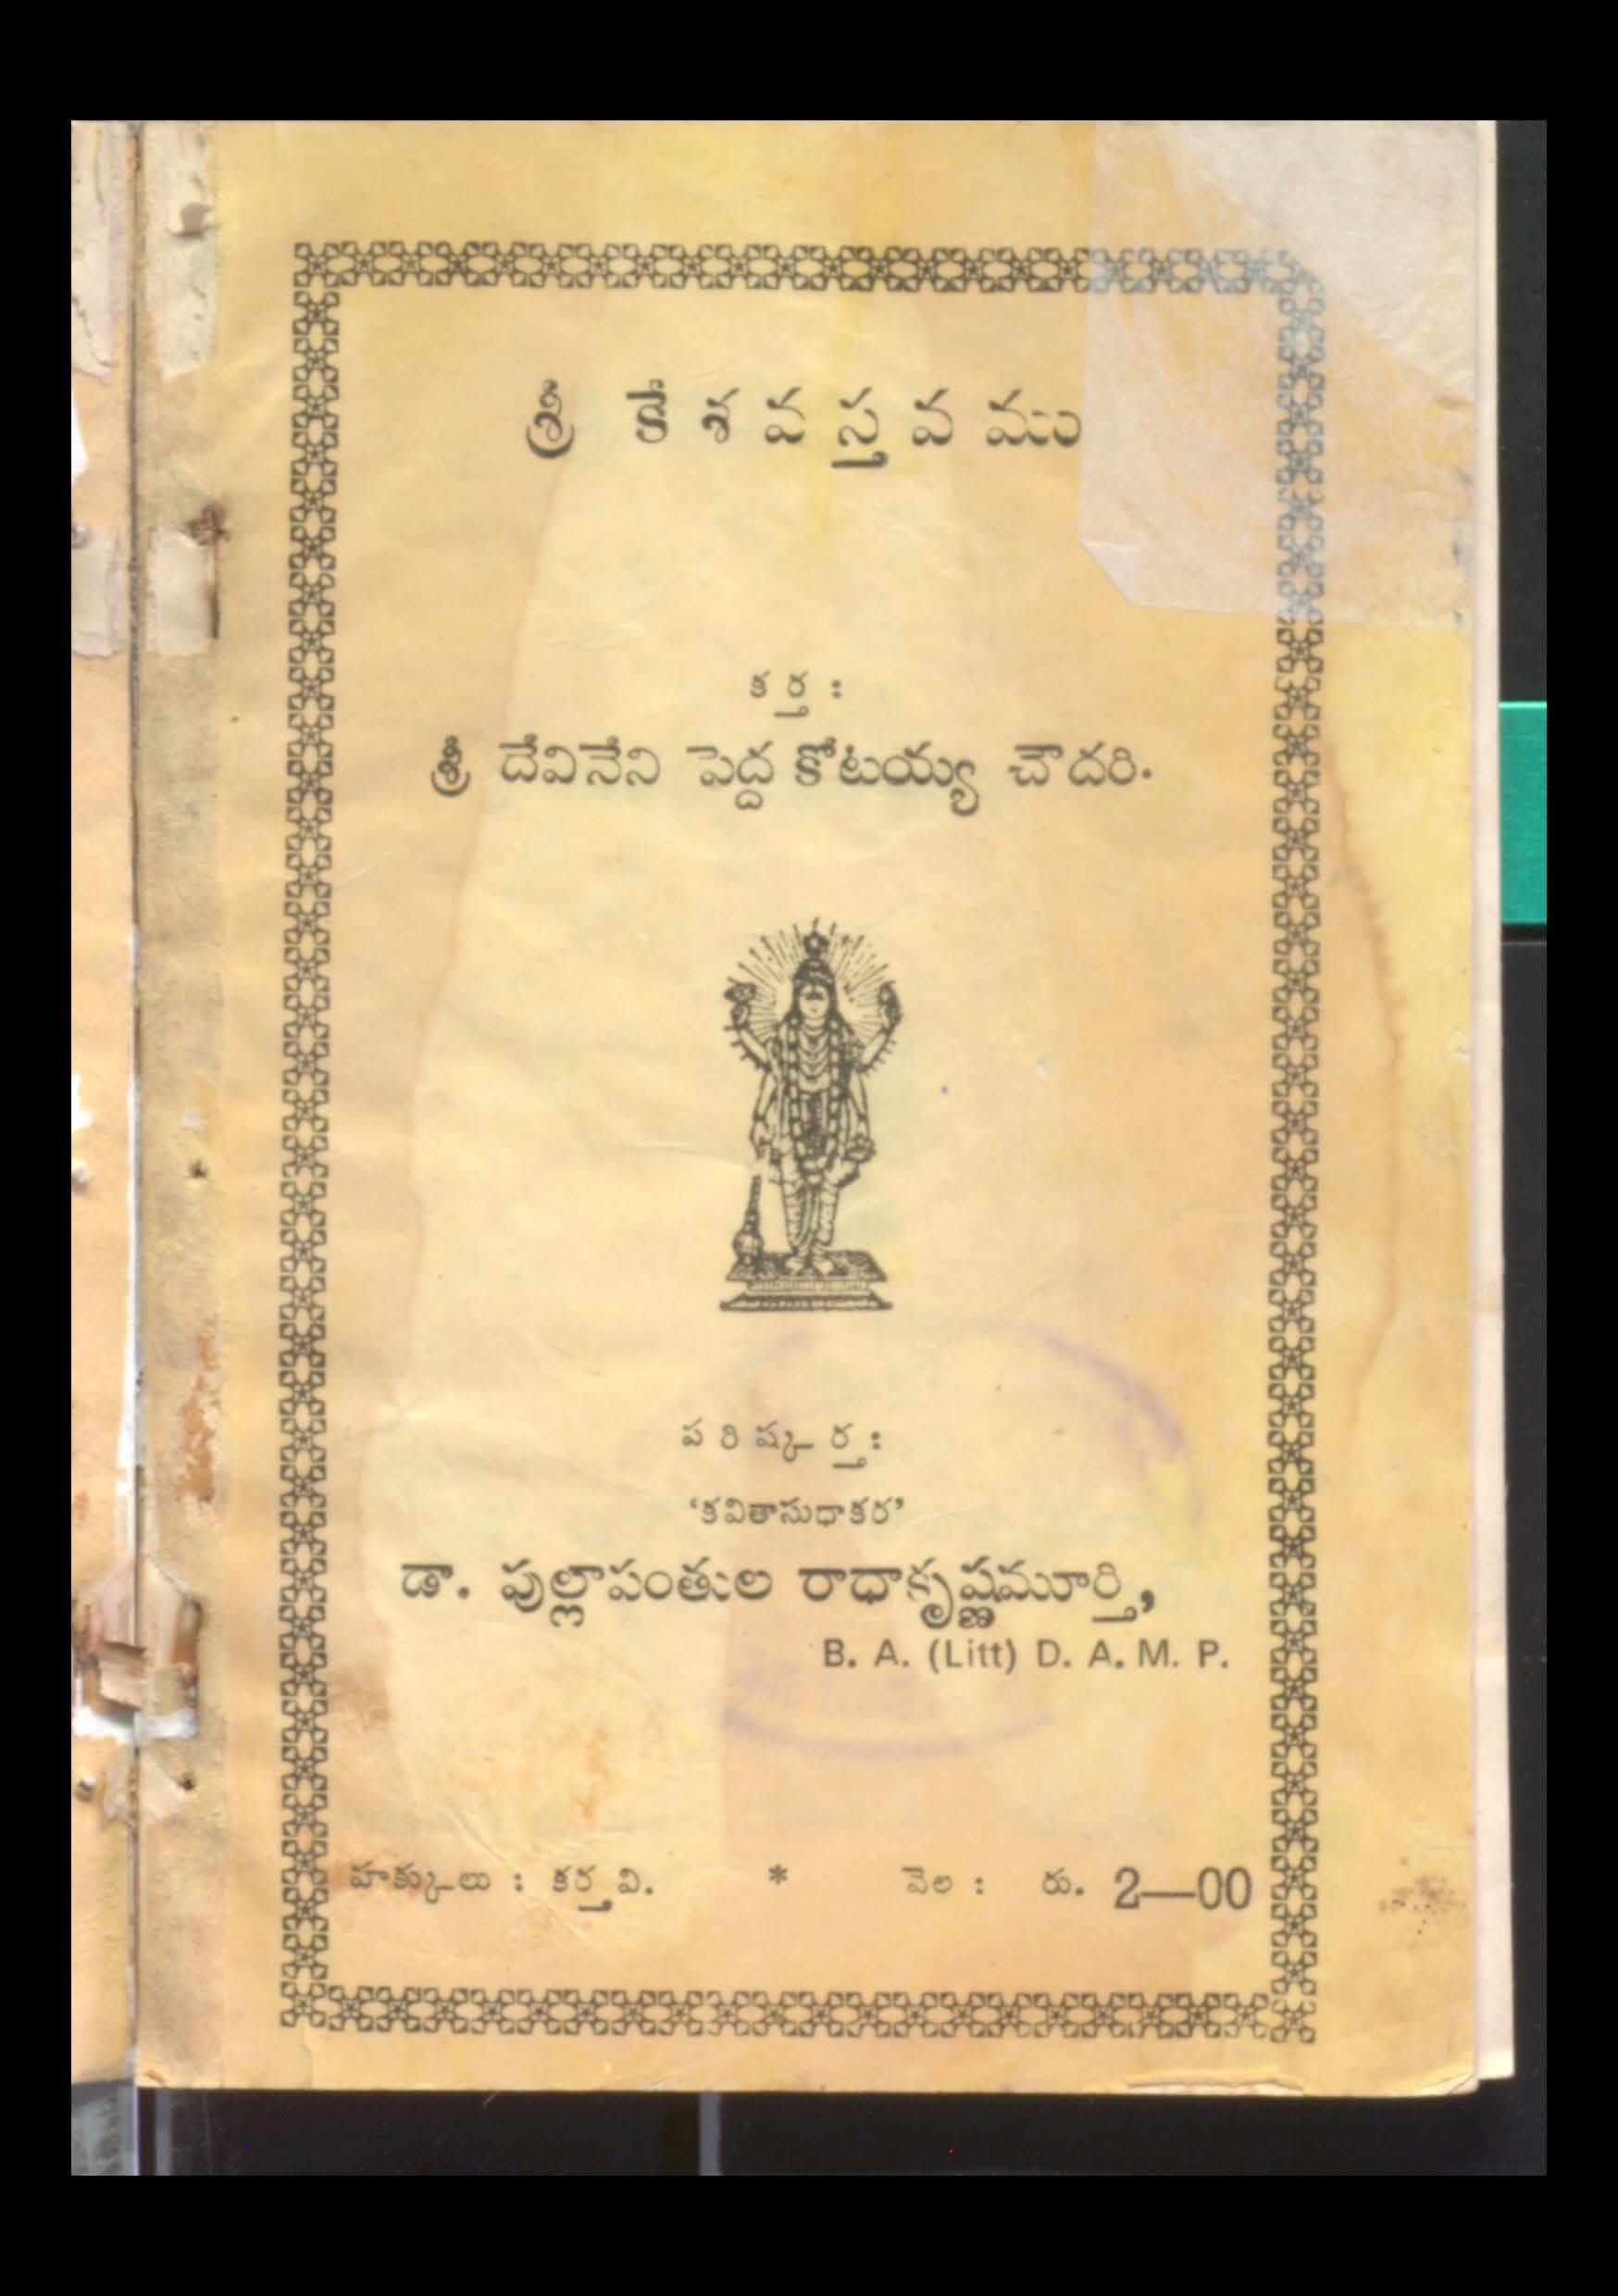 శ్రీ కేశవస్తవము
కర్త :
శ్రీ దేవినేని పెద్ద కోటయ్య చౌదరి.
పరిష్కర్త :
‘కవితాసుధాకర’
డా. పుల్లాపంతుల రాధాకృష్ణమూర్తి,
B. A. (Litt) D. A. M. P.
హక్కులు : కర్తవి. * వెల : రు. 2—00